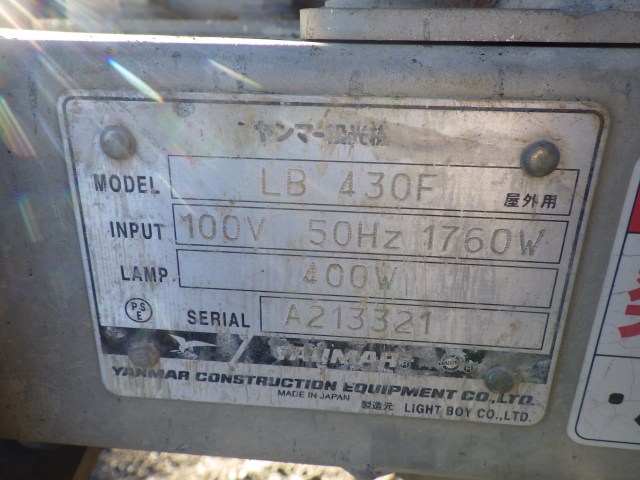 ヤンマー投光機
MODEL LB 430F 屋外用
INPUT 100V 50Hz 1760W
LAMP 400W
PSE SERIAL A213321
YANMAR
YANMAR CONSTRUCTION EQUIPMENT CO.,LTD.
MADE IN JAPAN
製造元 LIGHT BOY CO.,LTD.